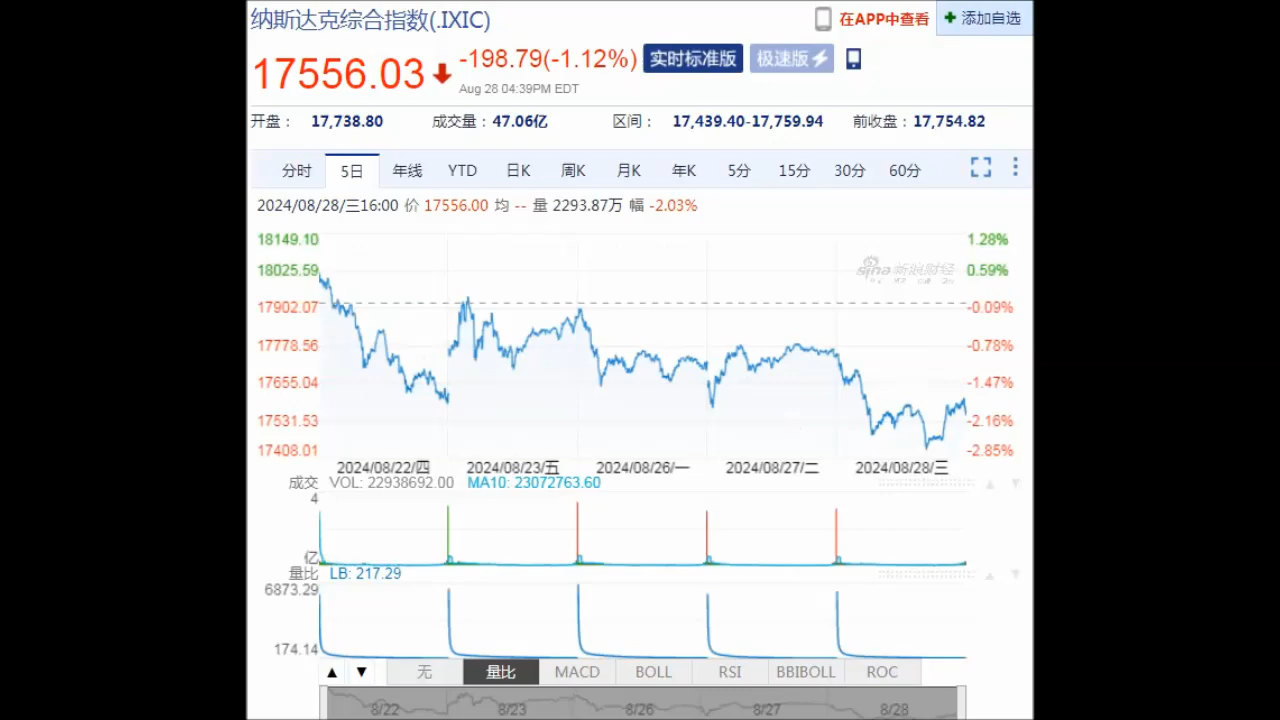 纳斯达克综合指数(.IXIC)
在APP中查看
添加自选
17556.03
-198.79(-1.12%)
实时标准版
极速版
Aug 28 04:39PM EDT
开盘： 17,738.80 成交量：47.06亿 区间： 17,439.40-17,759.94 前收盘：17,754.82
分时 5日 年线 YTD 日K 周K 月K 年K 5分 15分 30分 60分
2024/08/28/三16:00 价 17556.00 均 -- 量 2293.87万 幅 -2.03%
18149.10 1.28%
18025.59 sina新浪财经 0.59%
17902.07 -0.09%
17778.56 -0.78%
17655.04 -1.47%
17531.53 -2.16%
17408.01 -2.85%
2024/08/22/四 2024/08/23/五 2024/08/26/一 2024/08/27/二 2024/08/28/三
成交 VOL: 22938692.00 MA10: 23072763.60
4
亿
量比 LB: 217.29
6873.29
174.14
无 量比 MACD BOLL RSI BBIBOLL ROC
8/22 8/23 8/26 8/27 8/28